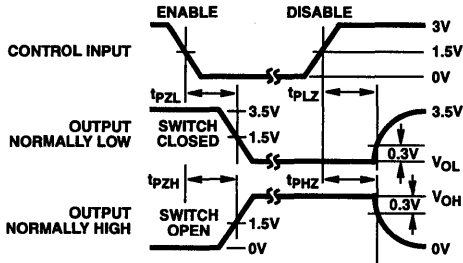 ENABLE DISABLE
3V
CONTROL INPUT 1.5V
0V
tPZL tPLZ
3.5V 3.5V
OUTPUT NORMALLY LOW
SWITCH CLOSED
1.5V
0.3V
VOL
tPZH tPHZ
VOH
0.3V
OUTPUT NORMALLY HIGH
SWITCH OPEN
1.5V
0V